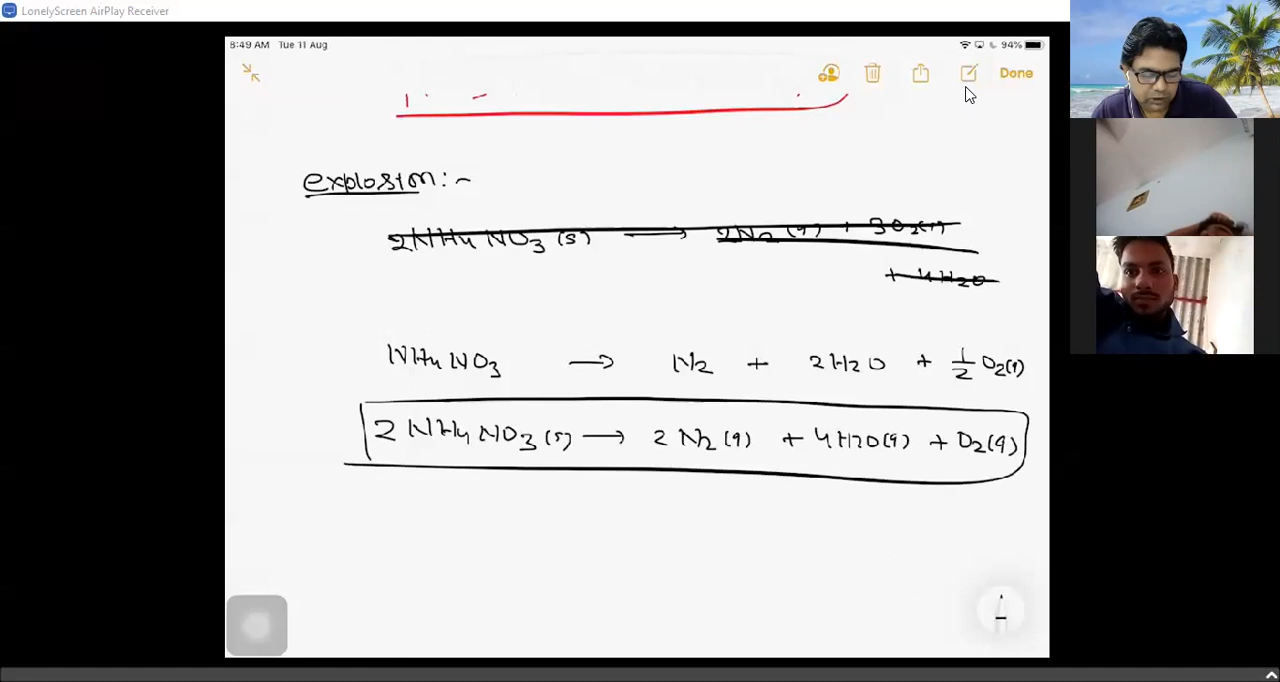 LonelyScreen AirPlay Receiver
8:49 AM Tue 11 Aug
94%
Done
explosion:-
2NH4NO3(s) ⟶ 2N2(g) + 3O2(g)
+ 4H2O
NH4NO3 → N2 + 2H2O + 1/2 O2(g)
2NH4NO3(s) → 2N2(g) + 4H2O(g) + O2(g)